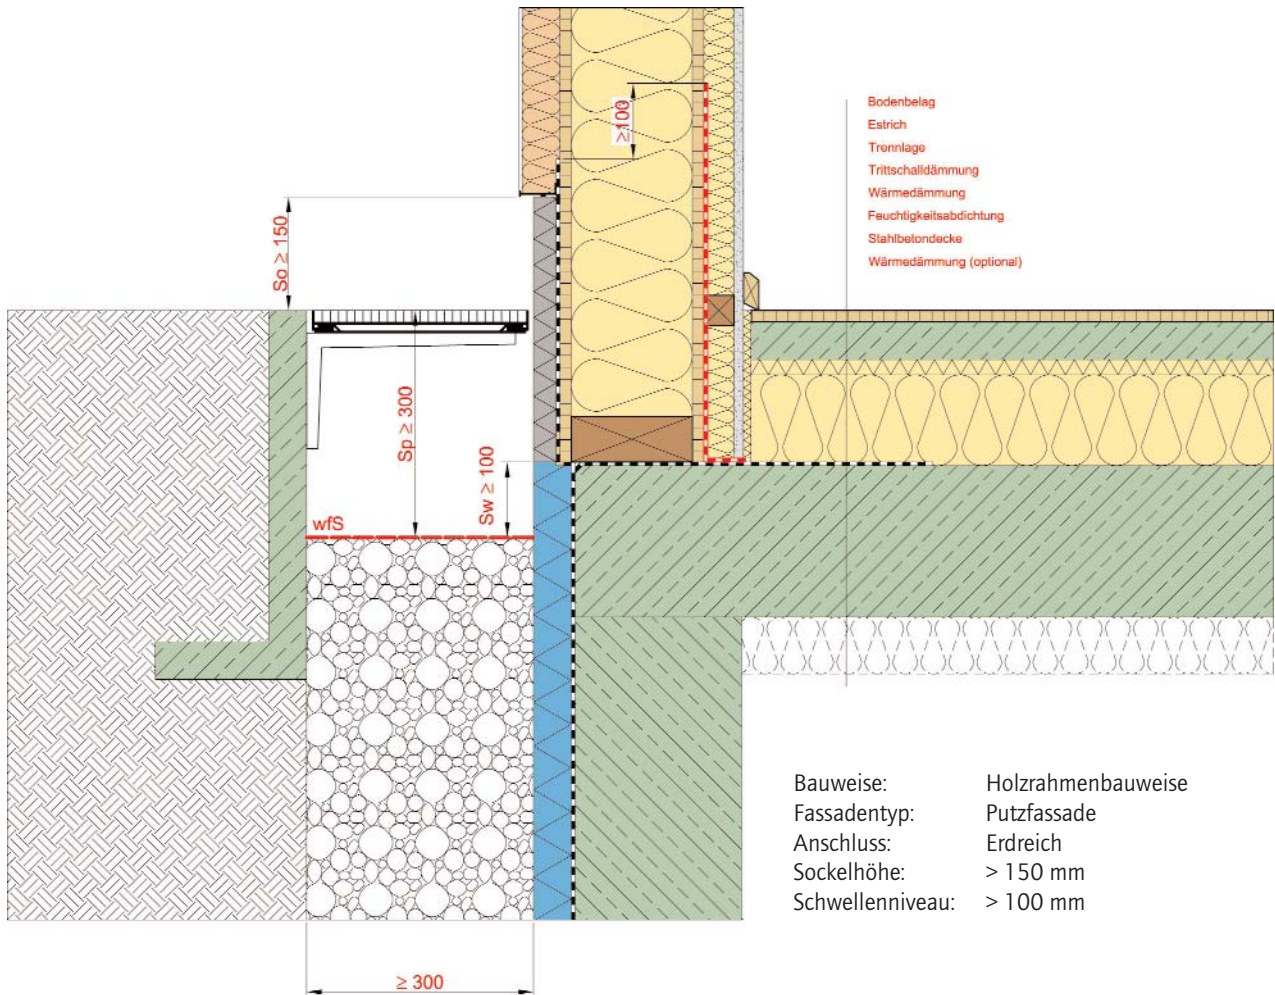 ≥100
Bodenbelag
Estrich
Trennlage
Trittschalldämmung
Wärmedämmung
Feuchtigkeitsabdichtung
Stahlbetondecke
Wärmedämmung (optional)
So ≥ 150
Sp ≥ 300
Sw ≥ 100
wfS
Bauweise: Holzrahmenbauweise
Fassadentyp: Putzfassade
Anschluss: Erdreich
Sockelhöhe: > 150 mm
Schwellenniveau: > 100 mm
≥ 300